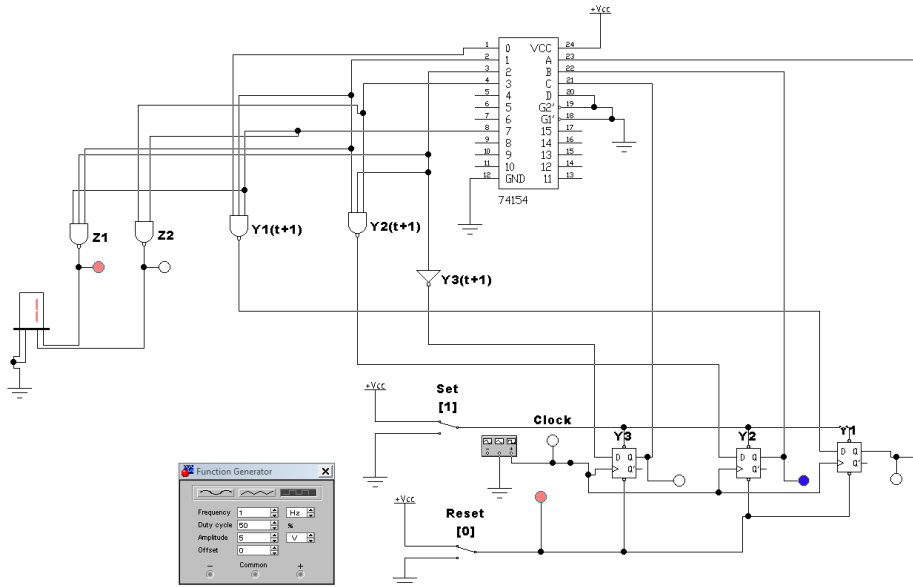 +Vcc
1 0 VCC 24
2 1 A 23
3 2 B 22
4 3 C 21
5 4 D 20
6 5 G2' 19
7 6 G1' 18
8 7 15 17
9 8 14 16
10 9 13 15
11 10 12 14
12 GND 11 13
74154
Z1
Z2
Y1(t+1)
Y2(t+1)
Y3(t+1)
1
+Vcc
Set
[1]
Clock
Y3
Y2
Y1
D Q
Q'
D Q
Q'
D Q
Q'
+Vcc
Reset
[0]
Function Generator
Frequency 1 Hz
Duty cycle 50 %
Amplitude 5 V
Offset 0
− Common +